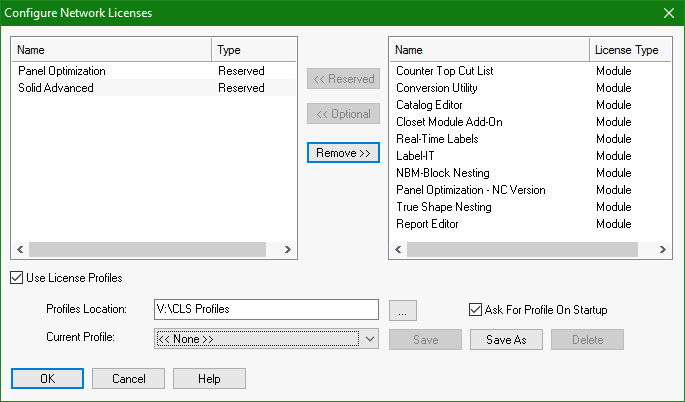 Configure Network Licenses
Name Type
Panel Optimization Reserved
Solid Advanced Reserved
<< Reserved
<< Optional
Remove >>
Name License Type
Counter Top Cut List Module
Conversion Utility Module
Catalog Editor Module
Closet Module Add-On Module
Real-Time Labels Module
Label-IT Module
NBM-Block Nesting Module
Panel Optimization - NC Version Module
True Shape Nesting Module
Report Editor Module
Use License Profiles
Profiles Location: V:\CLS Profiles ... Ask For Profile On Startup
Current Profile: << None >> Save Save As Delete
OK Cancel Help